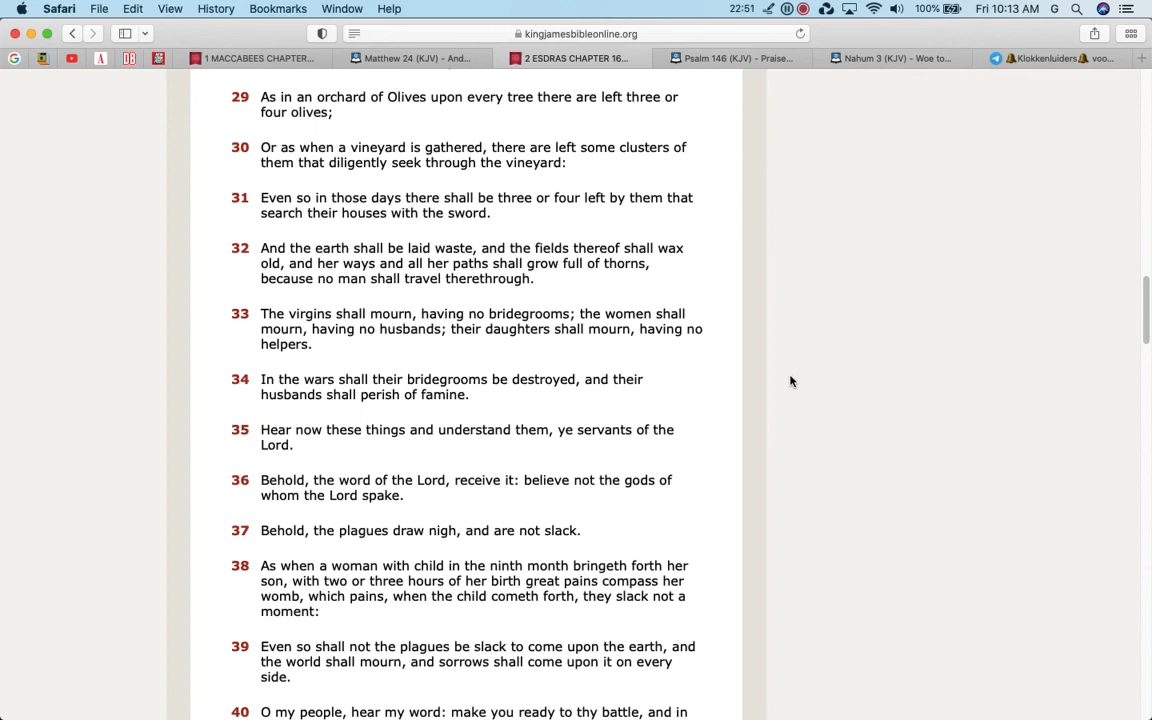 Safari File Edit View History Bookmarks Window Help 22:51 100% Fri 10:13 AM G
kingjamesbibleonline.org
1 MACCABEES CHAPTER... Matthew 24 (KJV) - And... 2 ESDRAS CHAPTER 16... Psalm 146 (KJV) - Praise... Nahum 3 (KJV) - Woe to... Klokkenluiders voo...
29 As in an orchard of Olives upon every tree there are left three or
four olives;
30 Or as when a vineyard is gathered, there are left some clusters of
them that diligently seek through the vineyard:
31 Even so in those days there shall be three or four left by them that
search their houses with the sword.
32 And the earth shall be laid waste, and the fields thereof shall wax
old, and her ways and all her paths shall grow full of thorns,
because no man shall travel therethrough.
33 The virgins shall mourn, having no bridegrooms; the women shall
mourn, having no husbands; their daughters shall mourn, having no
helpers.
34 In the wars shall their bridegrooms be destroyed, and their
husbands shall perish of famine.
35 Hear now these things and understand them, ye servants of the
Lord.
36 Behold, the word of the Lord, receive it: believe not the gods of
whom the Lord spake.
37 Behold, the plagues draw nigh, and are not slack.
38 As when a woman with child in the ninth month bringeth forth her
son, with two or three hours of her birth great pains compass her
womb, which pains, when the child cometh forth, they slack not a
moment:
39 Even so shall not the plagues be slack to come upon the earth, and
the world shall mourn, and sorrows shall come upon it on every
side.
40 O my people, hear my word: make you ready to thy battle, and in